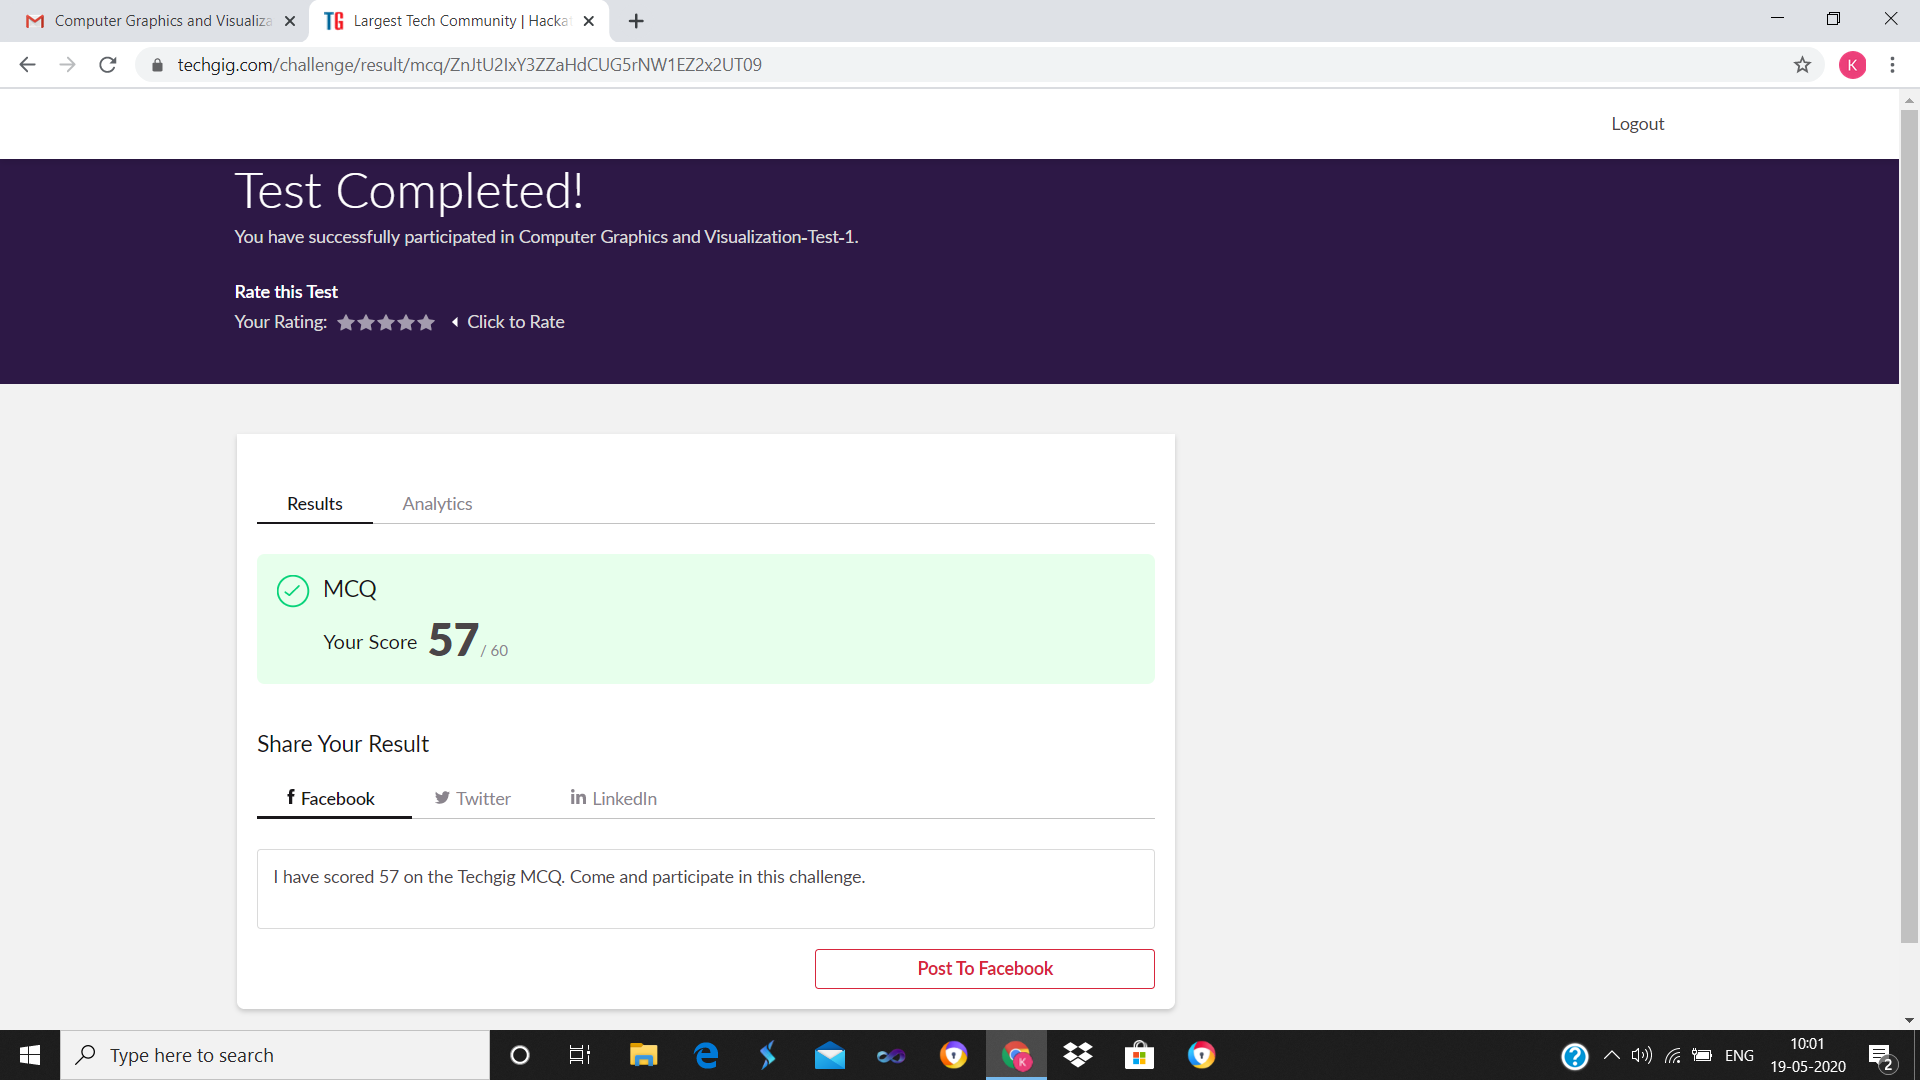 Computer Graphics and Visualiza
TG Largest Tech Community | Hacka
techgig.com/challenge/result/mcq/ZnJtU2IxY3ZZaHdCUG5rNW1EZ2x2UT09
K
Logout
Test Completed!
You have successfully participated in Computer Graphics and Visualization-Test-1.
Rate this Test
Your Rating: Click to Rate
Results Analytics
MCQ
Your Score 57 / 60
Share Your Result
f Facebook Twitter in LinkedIn
I have scored 57 on the Techgig MCQ. Come and participate in this challenge.
Post To Facebook
Type here to search
K
ENG
10:01
19-05-2020
2